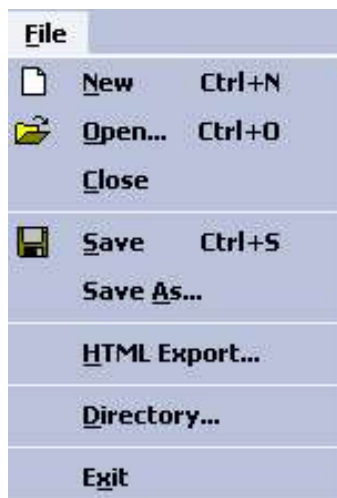 File
New Ctrl+N
Open... Ctrl+O
Close
Save Ctrl+S
Save As...
HTML Export...
Directory...
Exit